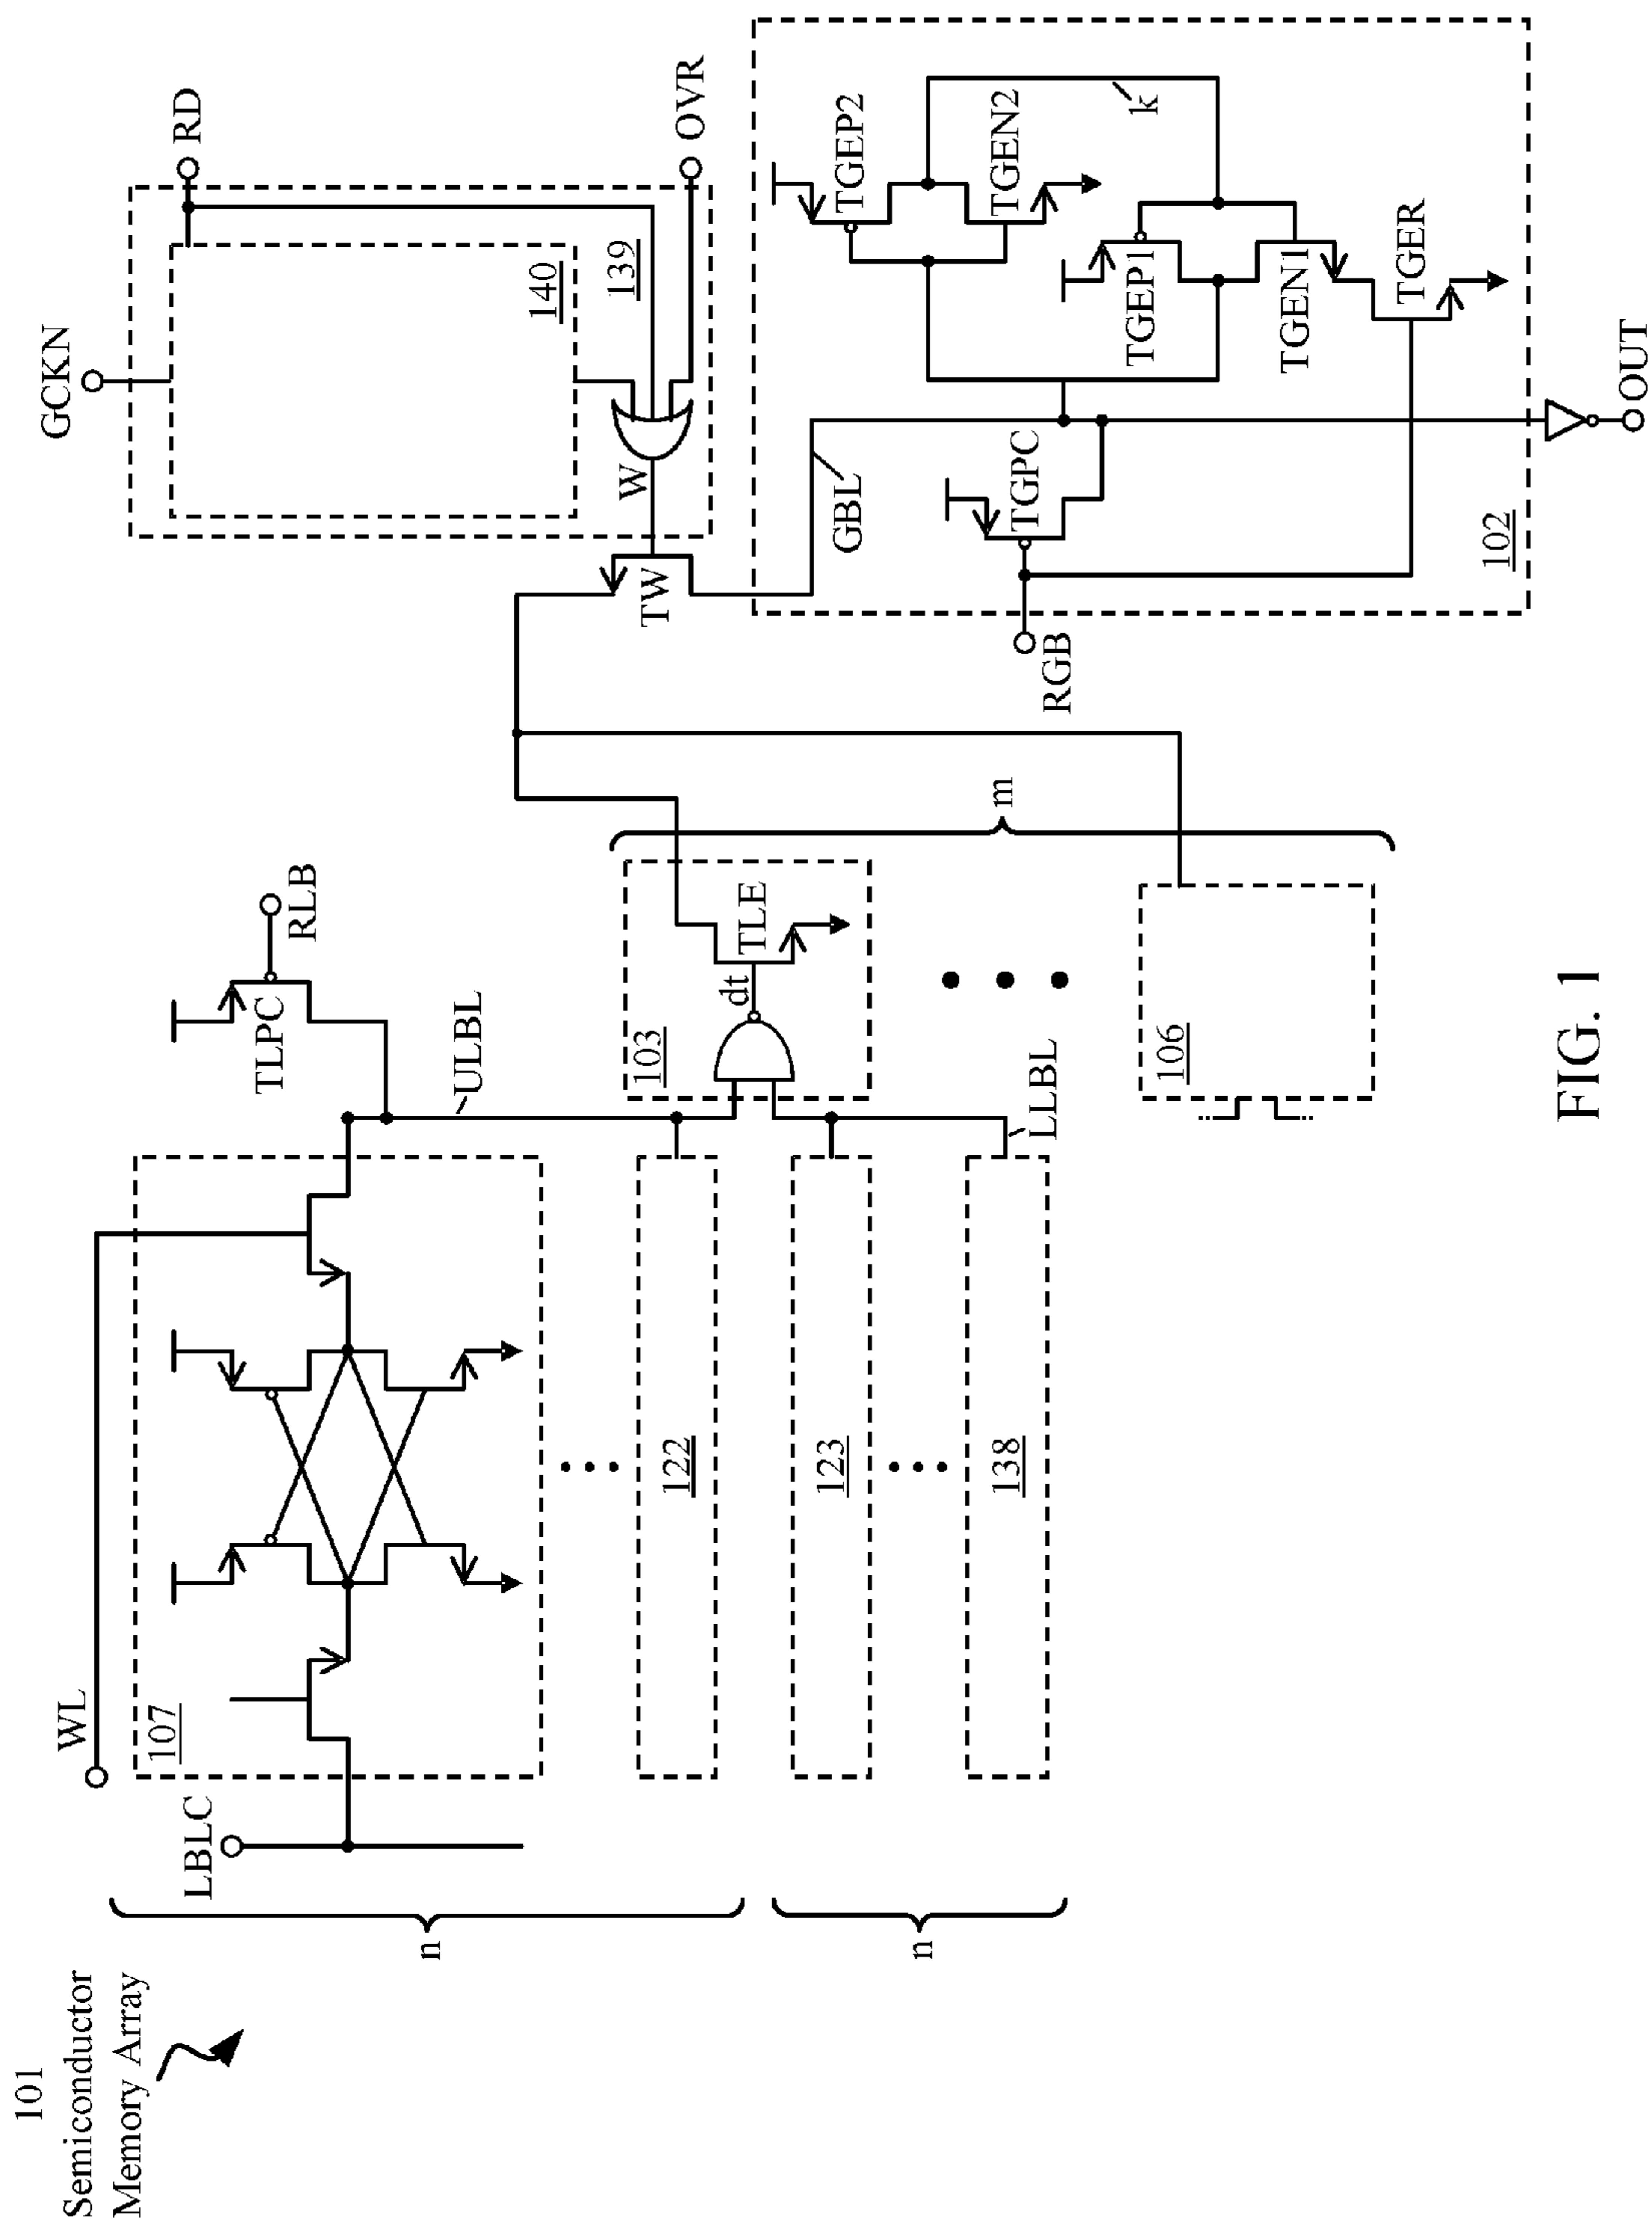 101
Semiconductor
Memory Array
WL
LBLC
107
n
n
122
123
138
TLPC
RLB
ULBL
LLBL
103
dt
TLE
m
106
GCKN
RD
OVR
140
139
W
TW
GBL
RGB
TGPC
TGEP2
TGEN2
k
TGEP1
TGEN1
TGER
102
OUT
FIG. 1